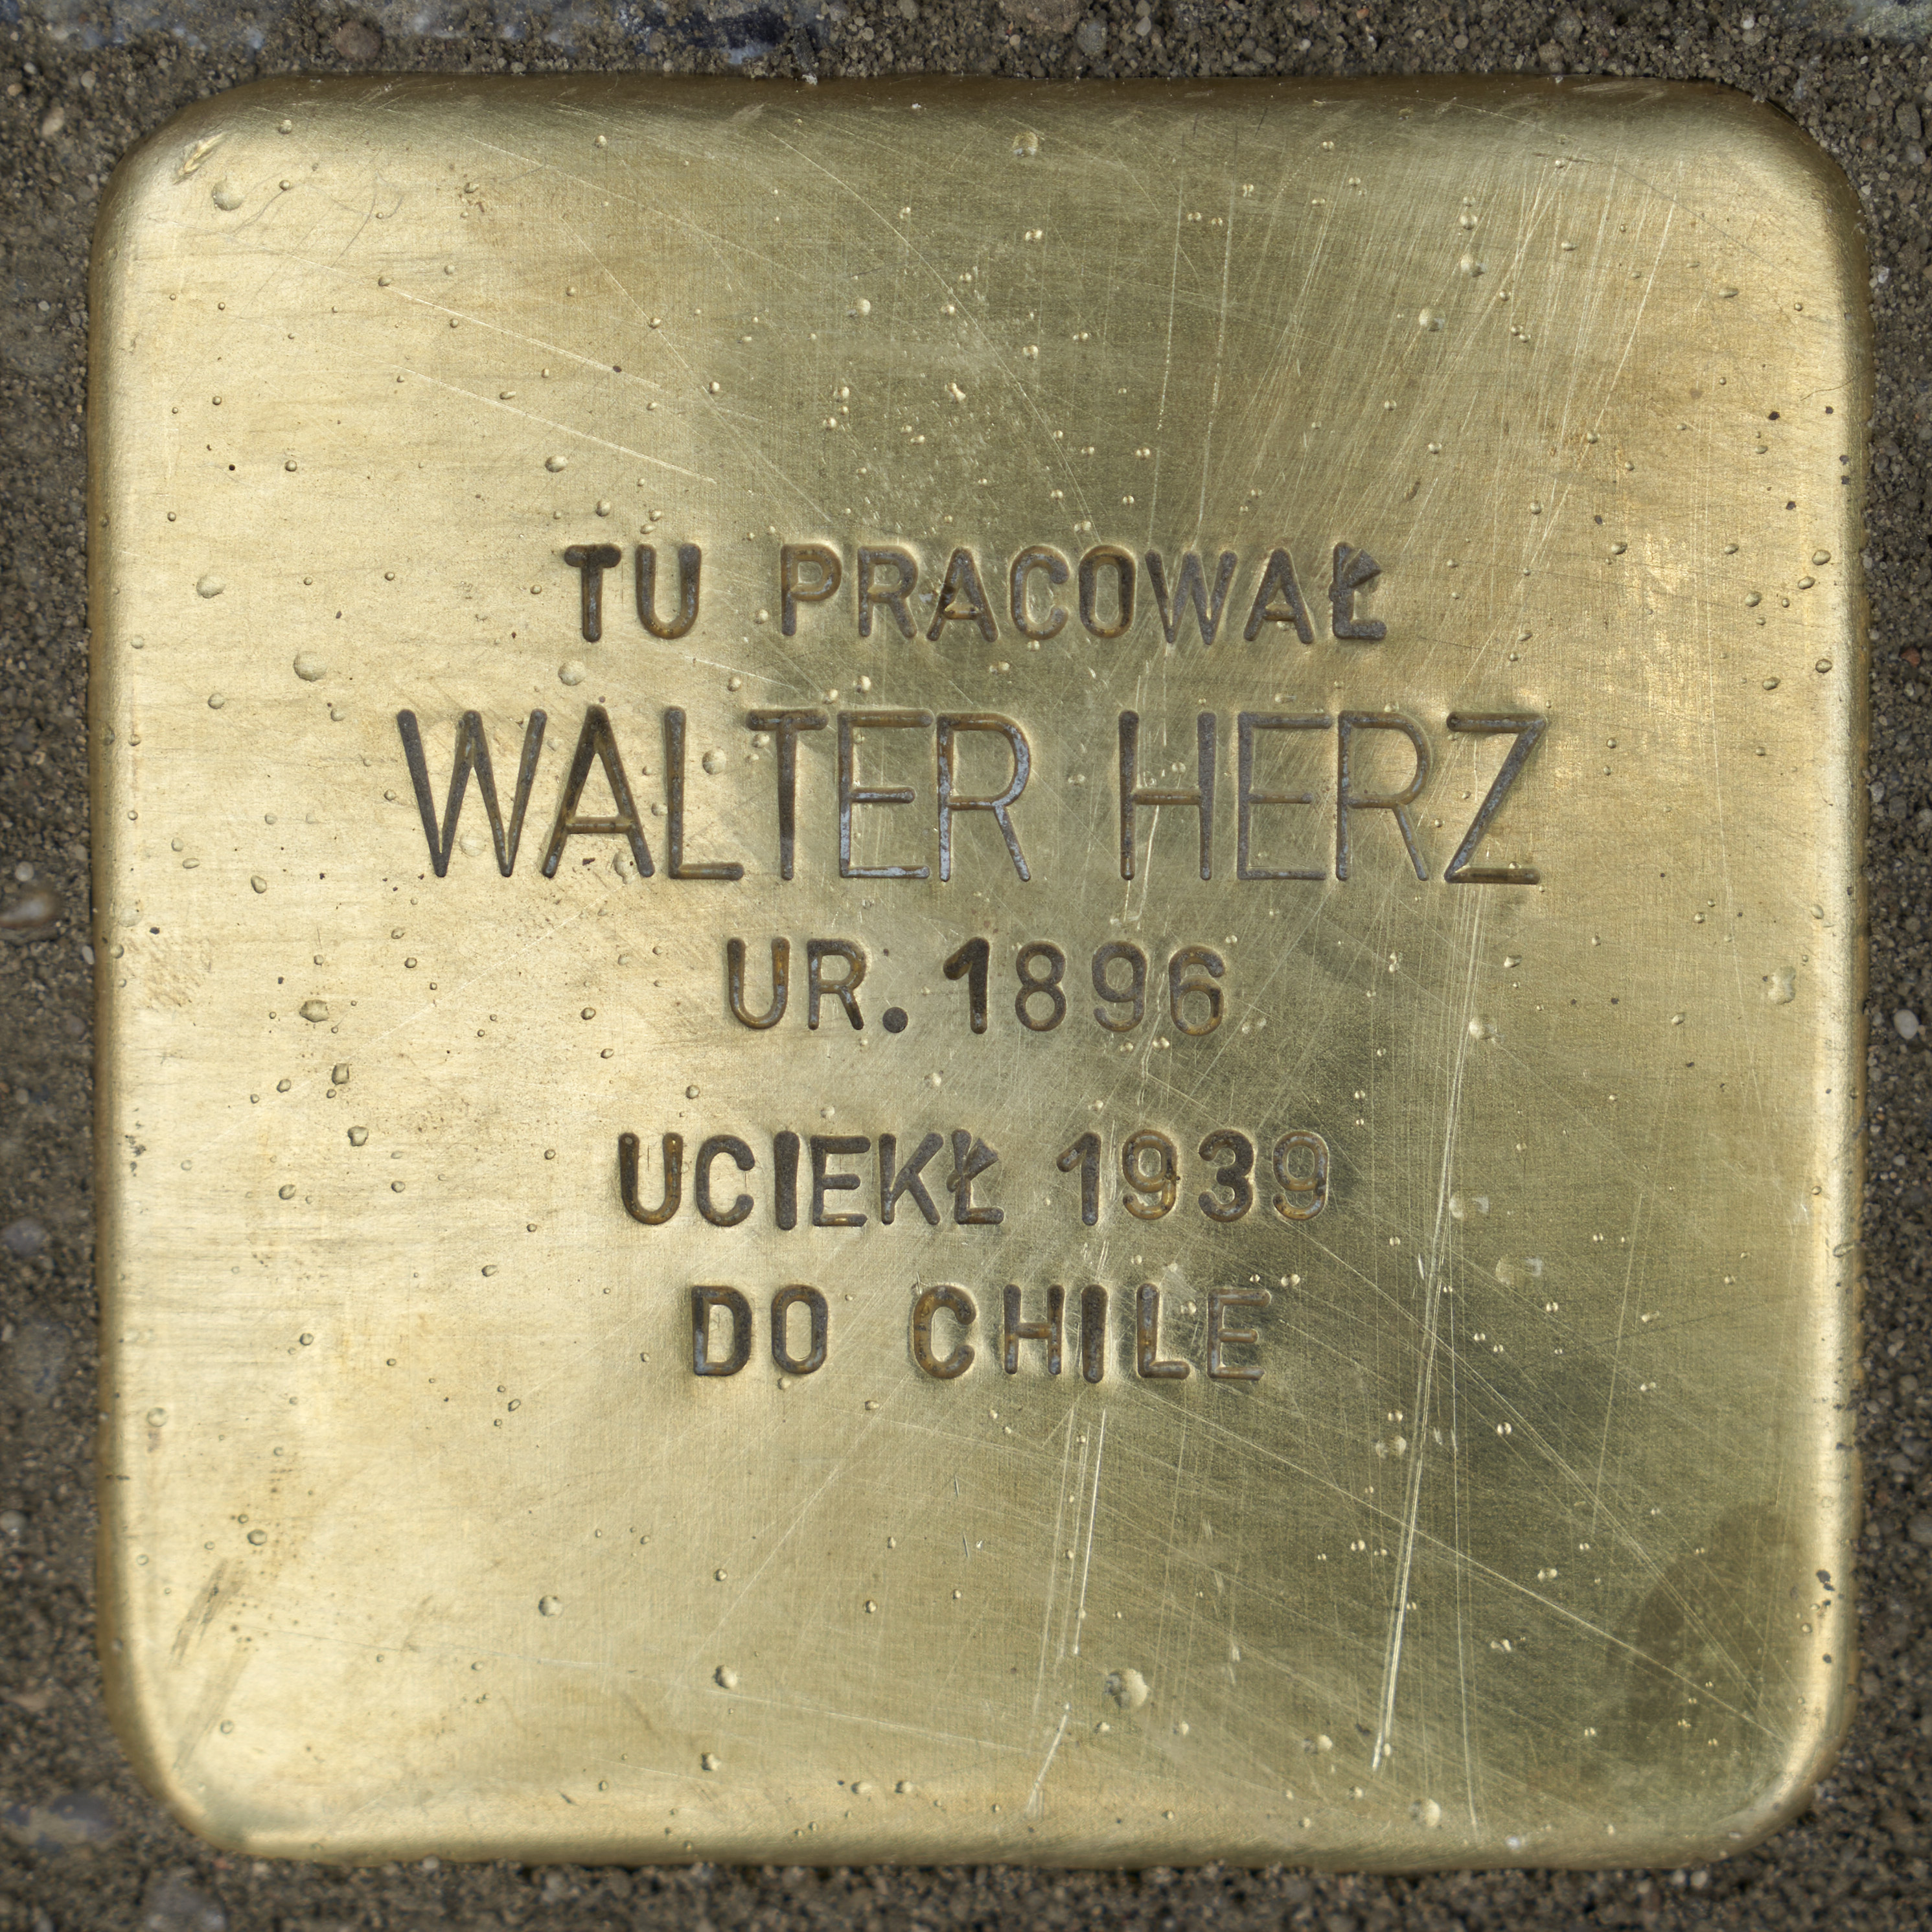 TU PRACOWAŁ
WALTER HERZ
UR. 1896
UCIEKŁ 1939
DO CHILE